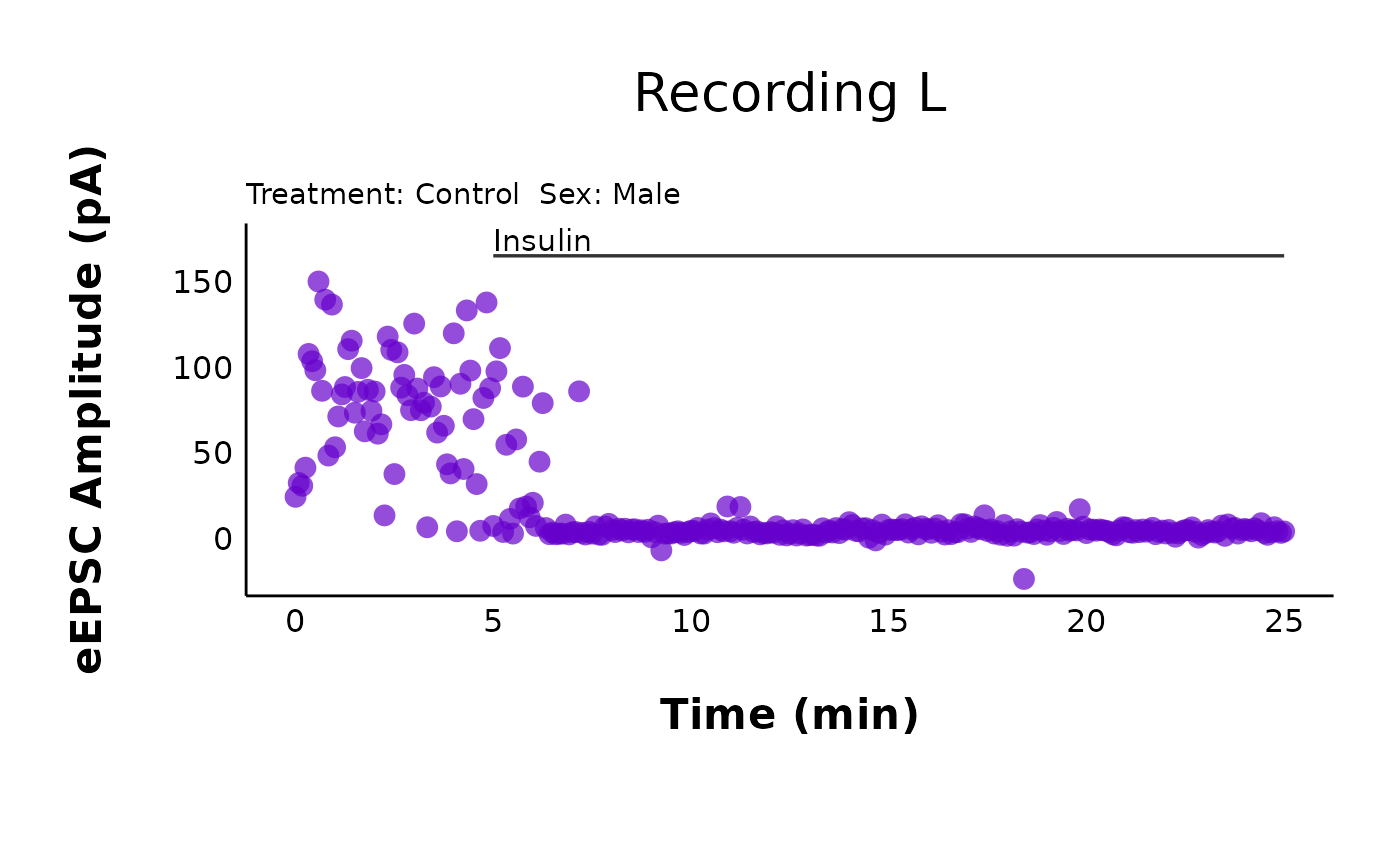 Recording L
Treatment: Control  Sex: Male
Insulin
eEPSC Amplitude (pA)
150
100
50
0
0 5 10 15 20 25
Time (min)